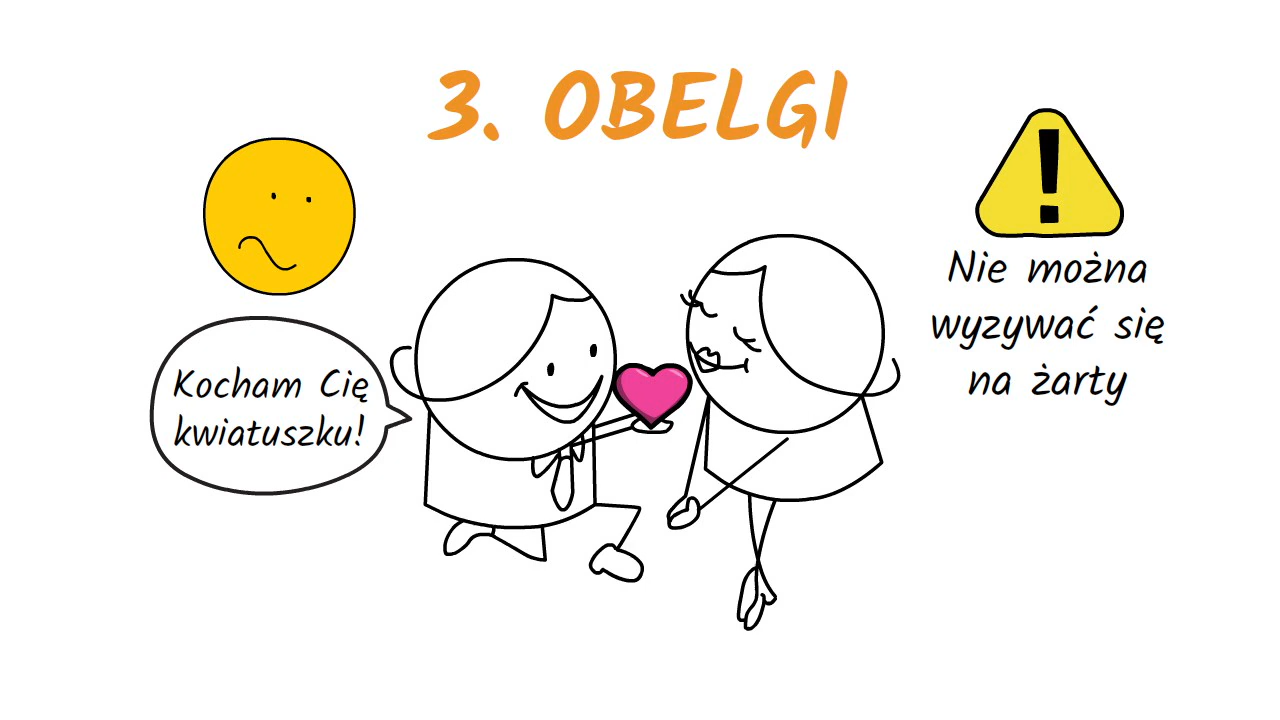 3. OBELGI
Kocham Cię
kwiatuszku!
Nie można
wyzywać się
na żarty